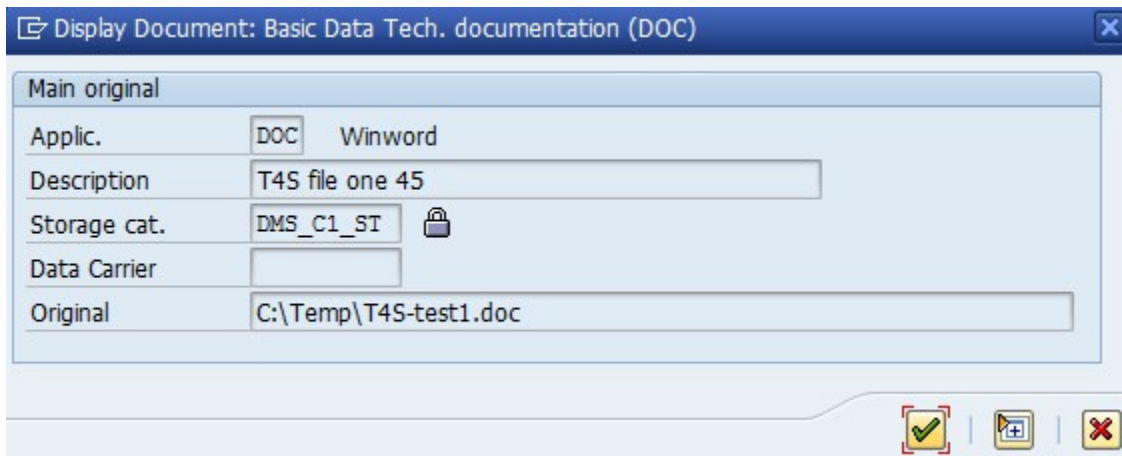 Display Document: Basic Data Tech. documentation (DOC)
Main original
Applic. DOC Winword
Description T4S file one 45
Storage cat. DMS_C1_ST
Data Carrier
Original C:\Temp\T4S-test1.doc